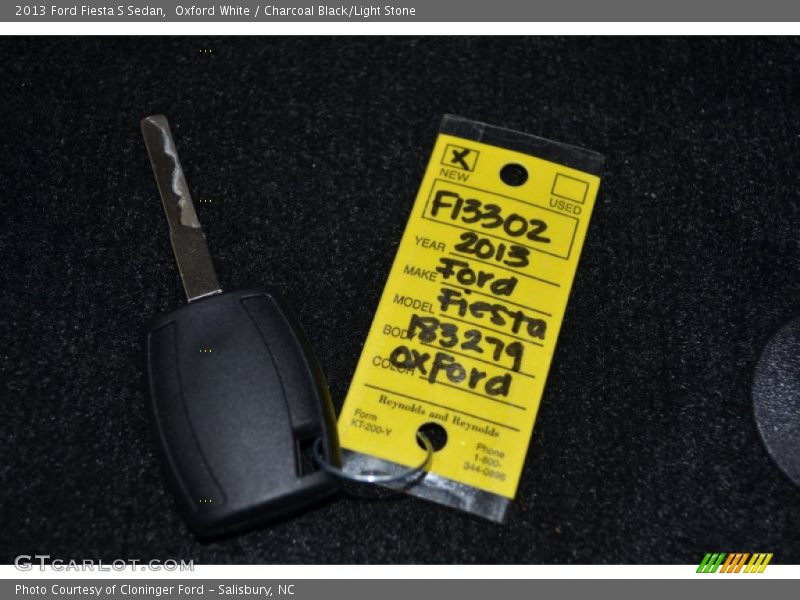 2013 Ford Fiesta S Sedan,  Oxford White / Charcoal Black/Light Stone
X
NEW
USED
F13302
YEAR 2013
MAKE Ford
MODEL Fiesta
BODY 183279
COLOR Oxford
Reynolds and Reynolds
Form
KT-200-Y
Phone
1-800-
344-0996
GTCARLOT.COM
Photo Courtesy of Cloninger Ford – Salisbury, NC